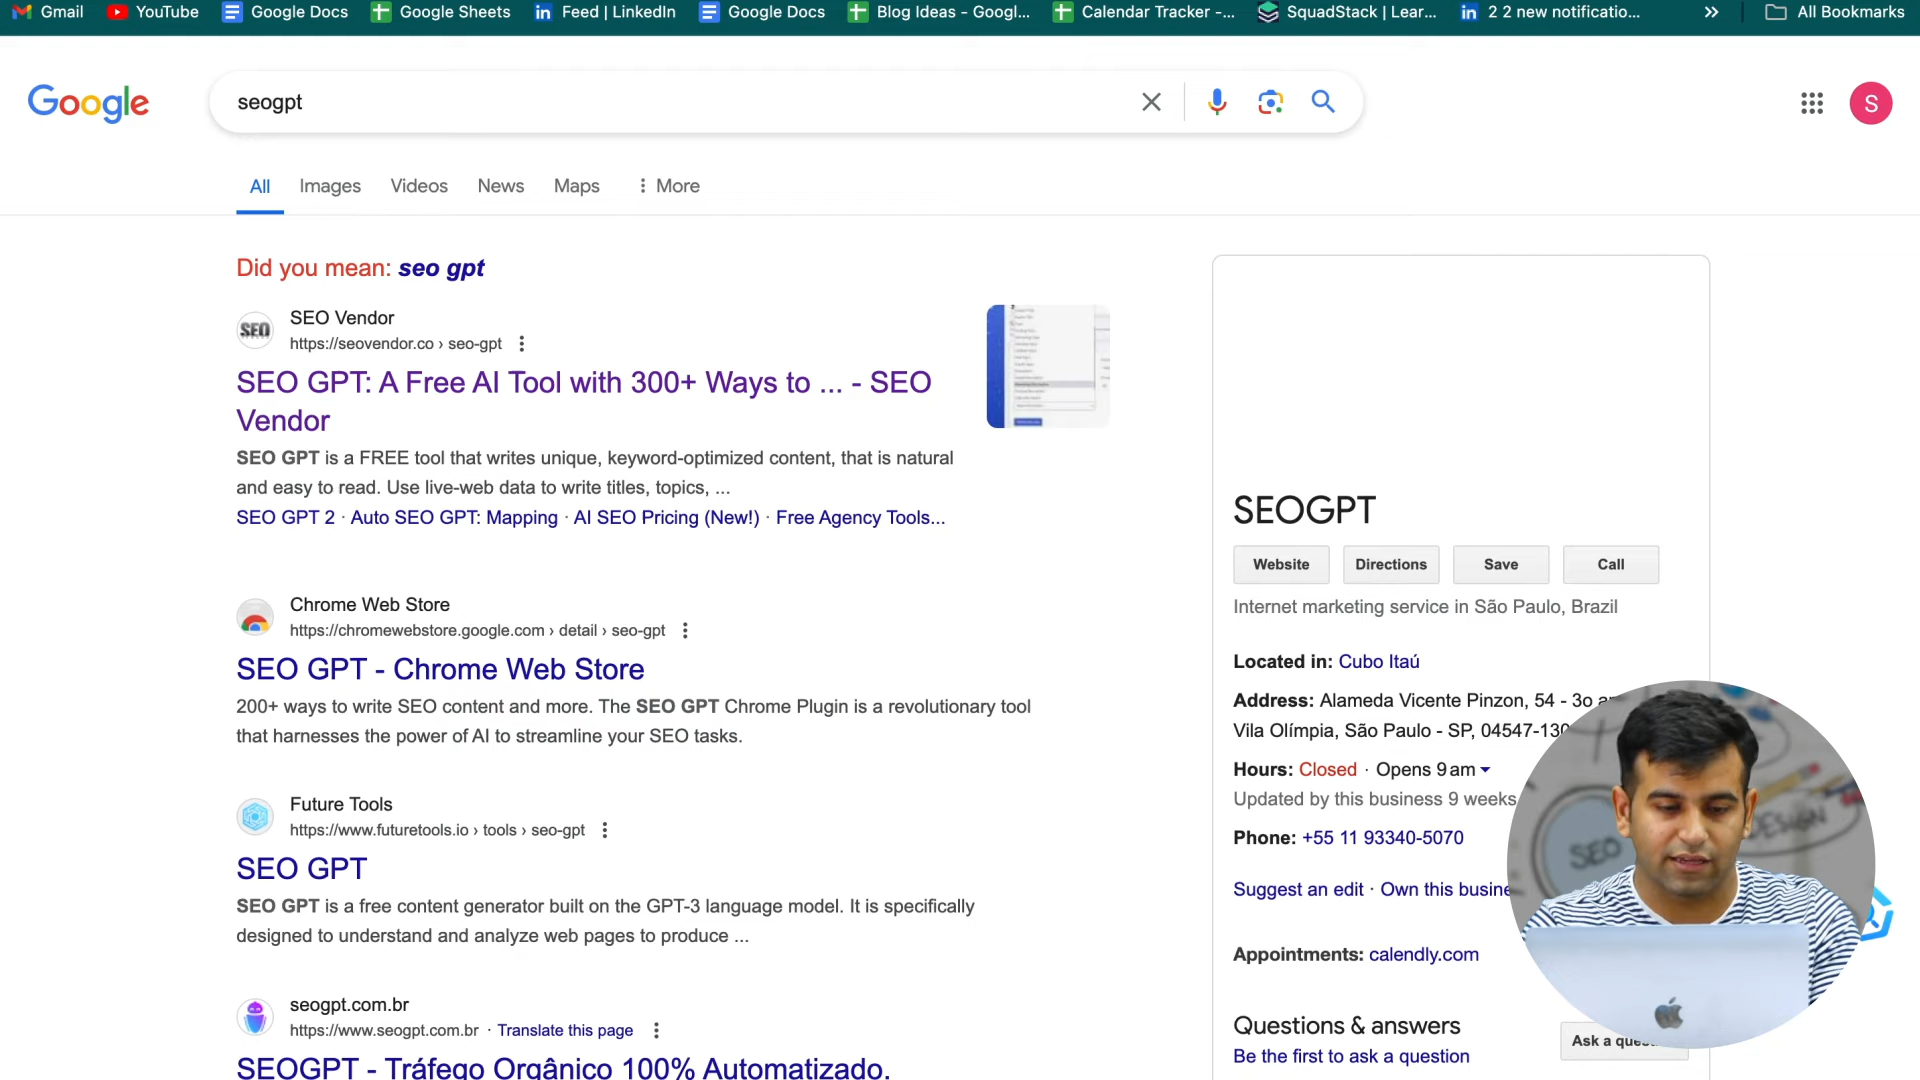 Gmail YouTube Google Docs Google Sheets Feed | LinkedIn Google Docs Blog Ideas - Googl... Calendar Tracker -... SquadStack | Lear... 2 2 new notificatio... All Bookmarks
Google
seogpt
S
All Images Videos News Maps More
Did you mean: seo gpt
SEO
SEO Vendor
https://seovendor.co › seo-gpt
SEO GPT: A Free AI Tool with 300+ Ways to ... - SEO
Vendor
SEO GPT is a FREE tool that writes unique, keyword-optimized content, that is natural
and easy to read. Use live-web data to write titles, topics, ...
SEO GPT 2 · Auto SEO GPT: Mapping · AI SEO Pricing (New!) · Free Agency Tools...
Chrome Web Store
https://chromewebstore.google.com › detail › seo-gpt
SEO GPT - Chrome Web Store
200+ ways to write SEO content and more. The SEO GPT Chrome Plugin is a revolutionary tool
that harnesses the power of AI to streamline your SEO tasks.
Future Tools
https://www.futuretools.io › tools › seo-gpt
SEO GPT
SEO GPT is a free content generator built on the GPT-3 language model. It is specifically
designed to understand and analyze web pages to produce ...
seogpt.com.br
https://www.seogpt.com.br · Translate this page
SEOGPT - Tráfego Orgânico 100% Automatizado.
SEOGPT
Website Directions Save Call
Internet marketing service in São Paulo, Brazil
Located in: Cubo Itaú
Address: Alameda Vicente Pinzon, 54 - 3o
Vila Olímpia, São Paulo - SP, 04547-130
Hours: Closed · Opens 9 am
Updated by this business 9 weeks
Phone: +55 11 93340-5070
Suggest an edit · Own this busine
Appointments: calendly.com
Questions & answers
Be the first to ask a question
Ask a
SEO
DESIGN